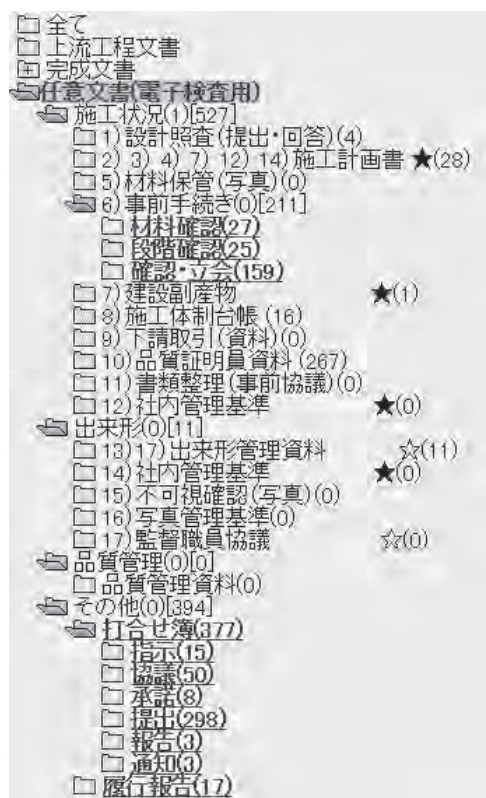 全て
上流工程文書
完成文書
任意文書(電子検査用)
施工状況(1)[527]
1)設計照査(提出・回答)(4)
2) 3) 4) 7) 12) 14)施工計画書 ★(28)
5)材料保管(写真)(0)
6)事前手続き(0)[211]
材料確認(27)
段階確認(25)
確認・立会(159)
7)建設副産物 ★(1)
8)施工体制台帳 (16)
9)下請取引(資料)(0)
10)品質証明員資料 (267)
11)書類整理(事前協議)(0)
12)社内管理基準 ★(0)
出来形(0)[11]
13)17)出来形管理資料 ☆(11)
14)社内管理基準 ★(0)
15)不可視確認(写真)(0)
16)写真管理基準(0)
17)監督職員協議 ☆(0)
品質管理(0)[0]
品質管理資料(0)
その他(0)[394]
打合せ簿(377)
指示(15)
協議(50)
承諾(8)
提出(298)
報告(3)
通知(3)
履行報告(17)